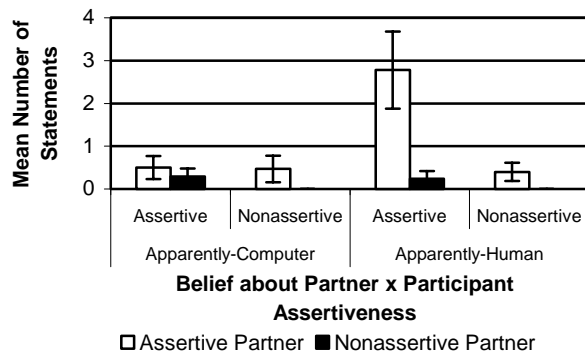 Mean Number of
Statements
4
3
2
1
0
Assertive Nonassertive Assertive Nonassertive
Apparently-Computer Apparently-Human
Belief about Partner x Participant
Assertiveness
Assertive Partner Nonassertive Partner